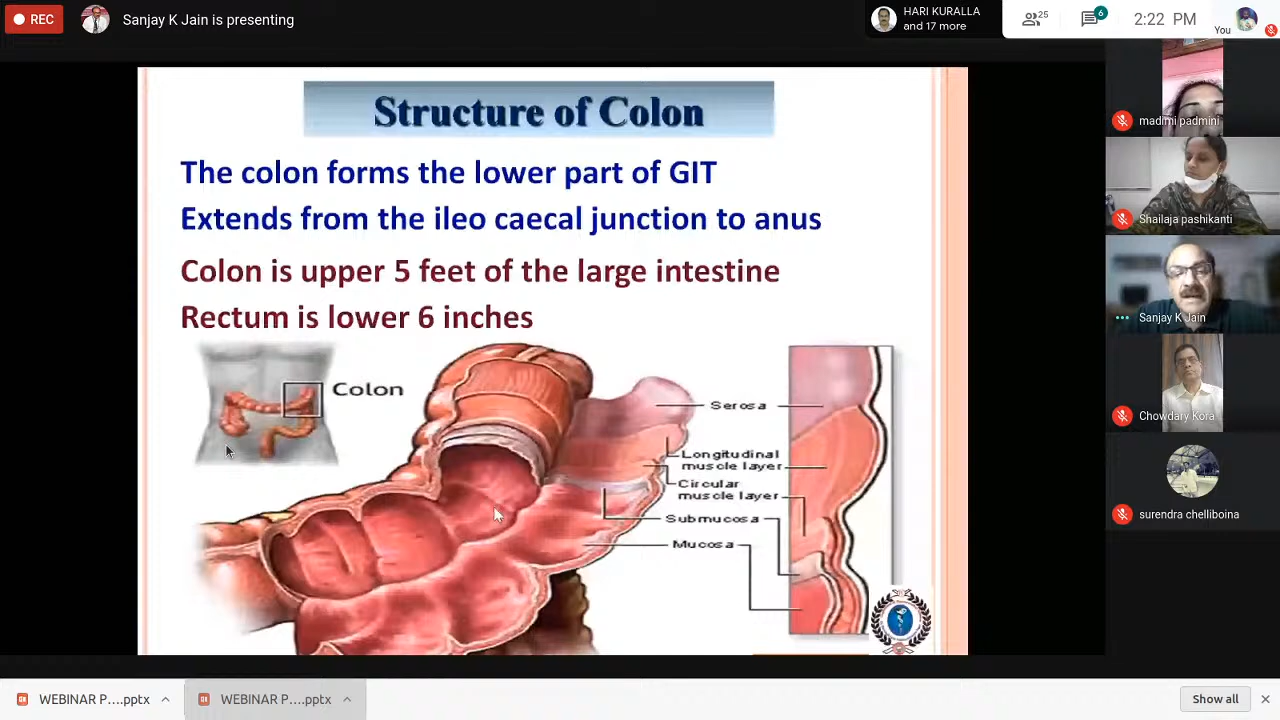 REC
Sanjay K Jain is presenting
HARI KURALLA
and 17 more
25
6
2:22 PM
You
Structure of Colon
The colon forms the lower part of GIT
Extends from the ileo caecal junction to anus
Colon is upper 5 feet of the large intestine
Rectum is lower 6 inches
Colon
Serosa
Longitudinal
muscle layer
Circular
muscle layer
Submucosa
Mucosa
madimi padmini
Shailaja pashikanti
Sanjay K Jain
Chowdary Kora
surendra chelliboina
WEBINAR P....pptx
WEBINAR P....pptx
Show all